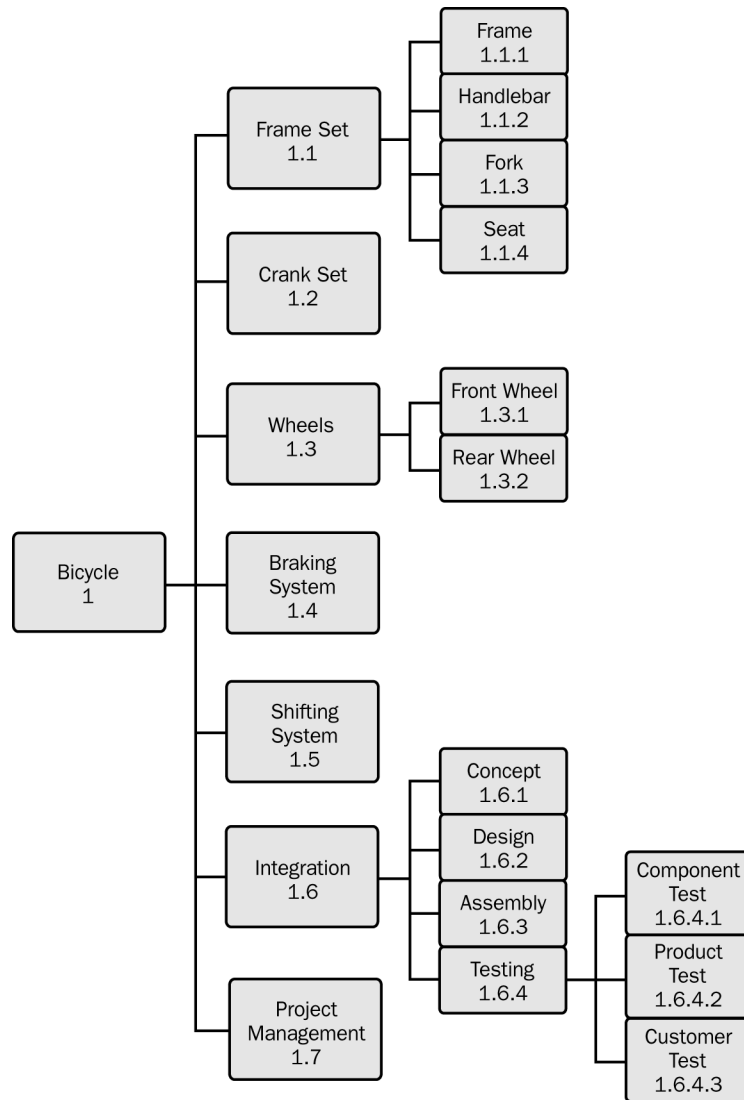 Bicycle
1
Frame Set
1.1
Frame
1.1.1
Handlebar
1.1.2
Fork
1.1.3
Seat
1.1.4
Crank Set
1.2
Wheels
1.3
Front Wheel
1.3.1
Rear Wheel
1.3.2
Braking
System
1.4
Shifting
System
1.5
Integration
1.6
Concept
1.6.1
Design
1.6.2
Assembly
1.6.3
Testing
1.6.4
Component
Test
1.6.4.1
Product
Test
1.6.4.2
Customer
Test
1.6.4.3
Project
Management
1.7